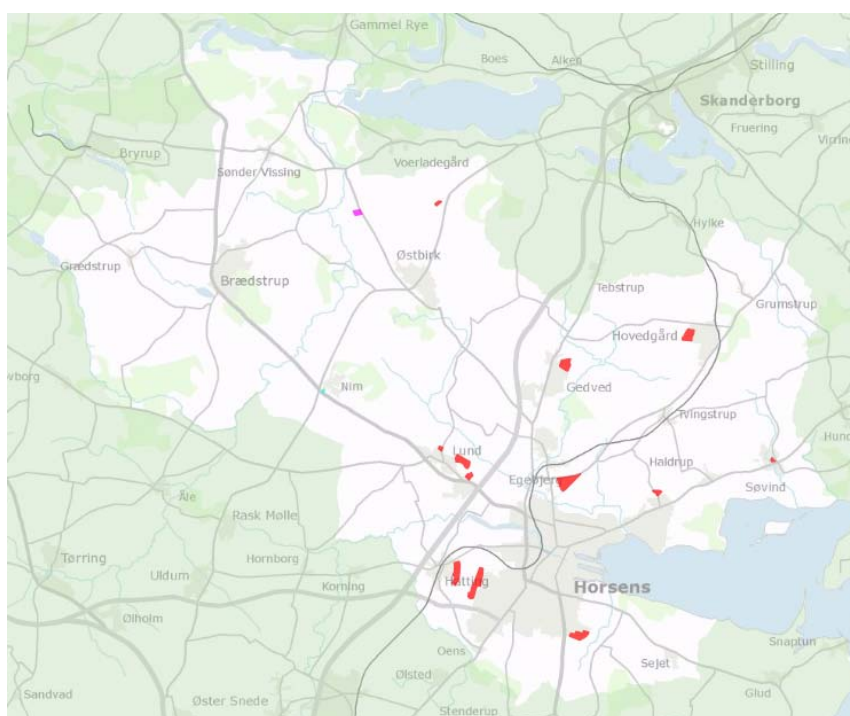 Gammel Rye
Boes
Alken
Stilling
Skanderborg
Fruering
Virring
Bryrup
Voerladegård
Sønder Vissing
Hylke
Grædstrup
Østbirk
Brædstrup
Tebstrup
Grumstrup
Hovedgård
Gedved
Nim
Tvingstrup
Lund
Haldrup
Egebjerg
Søvind
Åle
Rask Mølle
Tørring
Hornborg
Uldum
Korning
Hatting
Horsens
Ølholm
Oens
Snaptun
Ølsted
Sejet
Sandvad
Øster Snede
Stenderup
Glud